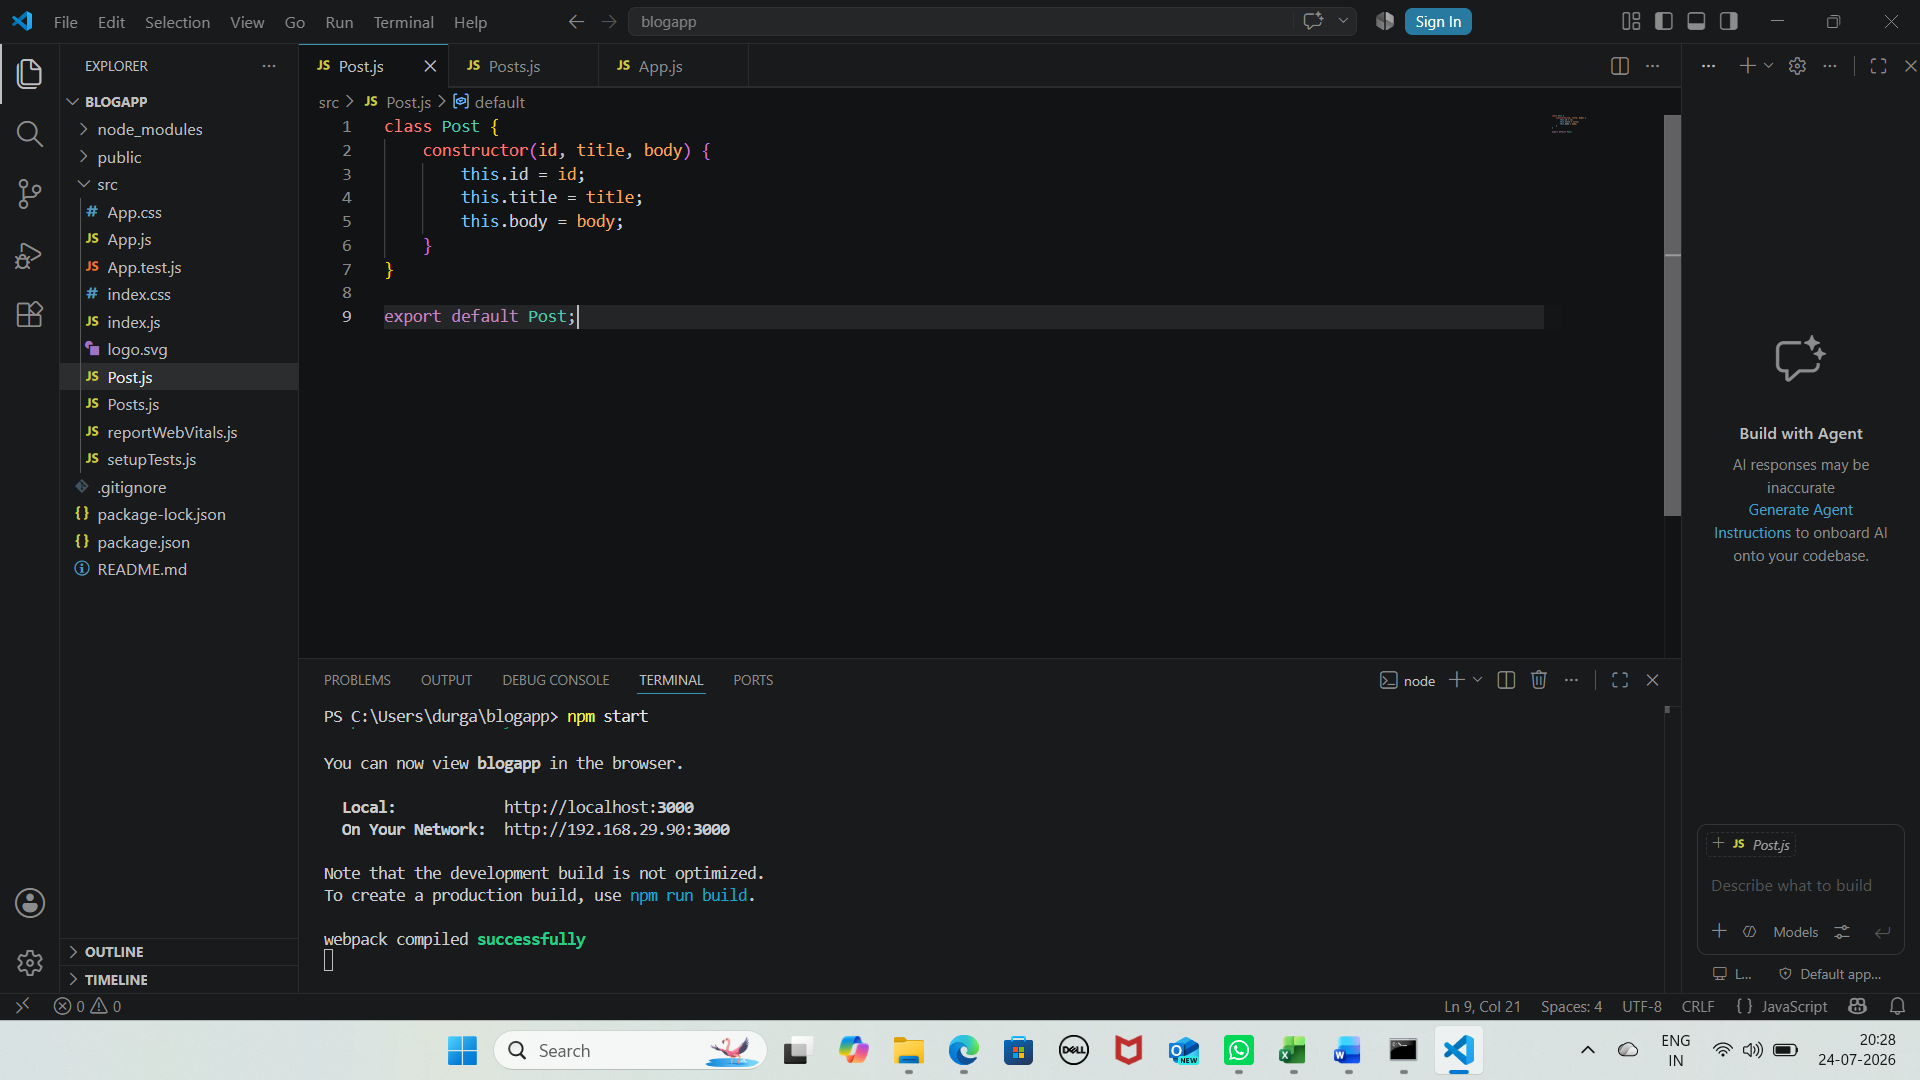 File Edit Selection View Go Run Terminal Help
blogapp
Sign In
EXPLORER
BLOGAPP
node_modules
public
src
# App.css
JS App.js
JS App.test.js
# index.css
JS index.js
logo.svg
JS Post.js
JS Posts.js
JS reportWebVitals.js
JS setupTests.js
.gitignore
{} package-lock.json
{} package.json
README.md
OUTLINE
TIMELINE
JS Post.js
JS Posts.js
JS App.js
src > JS Post.js > default
1 class Post {
2 constructor(id, title, body) {
3 this.id = id;
4 this.title = title;
5 this.body = body;
6 }
7 }
8
9 export default Post;
PROBLEMS OUTPUT DEBUG CONSOLE TERMINAL PORTS
node
PS C:\Users\durga\blogapp> npm start
You can now view blogapp in the browser.
Local: http://localhost:3000
On Your Network: http://192.168.29.90:3000
Note that the development build is not optimized.
To create a production build, use npm run build.
webpack compiled successfully
Build with Agent
AI responses may be
inaccurate
Generate Agent
Instructions to onboard AI
onto your codebase.
JS Post.js
Describe what to build
Models
L...
Default app...
0 0
Ln 9, Col 21
Spaces: 4
UTF-8
CRLF
{} JavaScript
Search
DELL
NEW
ENG
IN
20:28
24-07-2026